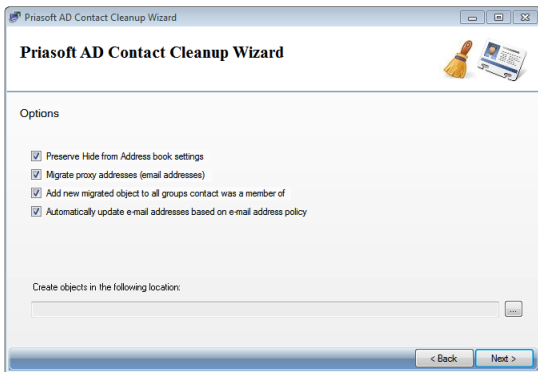 Priasoft AD Contact Cleanup Wizard
Priasoft AD Contact Cleanup Wizard
Options
Preserve Hide from Address book settings
Migrate proxy addresses (email addresses)
Add new migrated object to all groups contact was a member of
Automatically update e-mail addresses based on e-mail address policy
Create objects in the following location:
...
< Back Next >